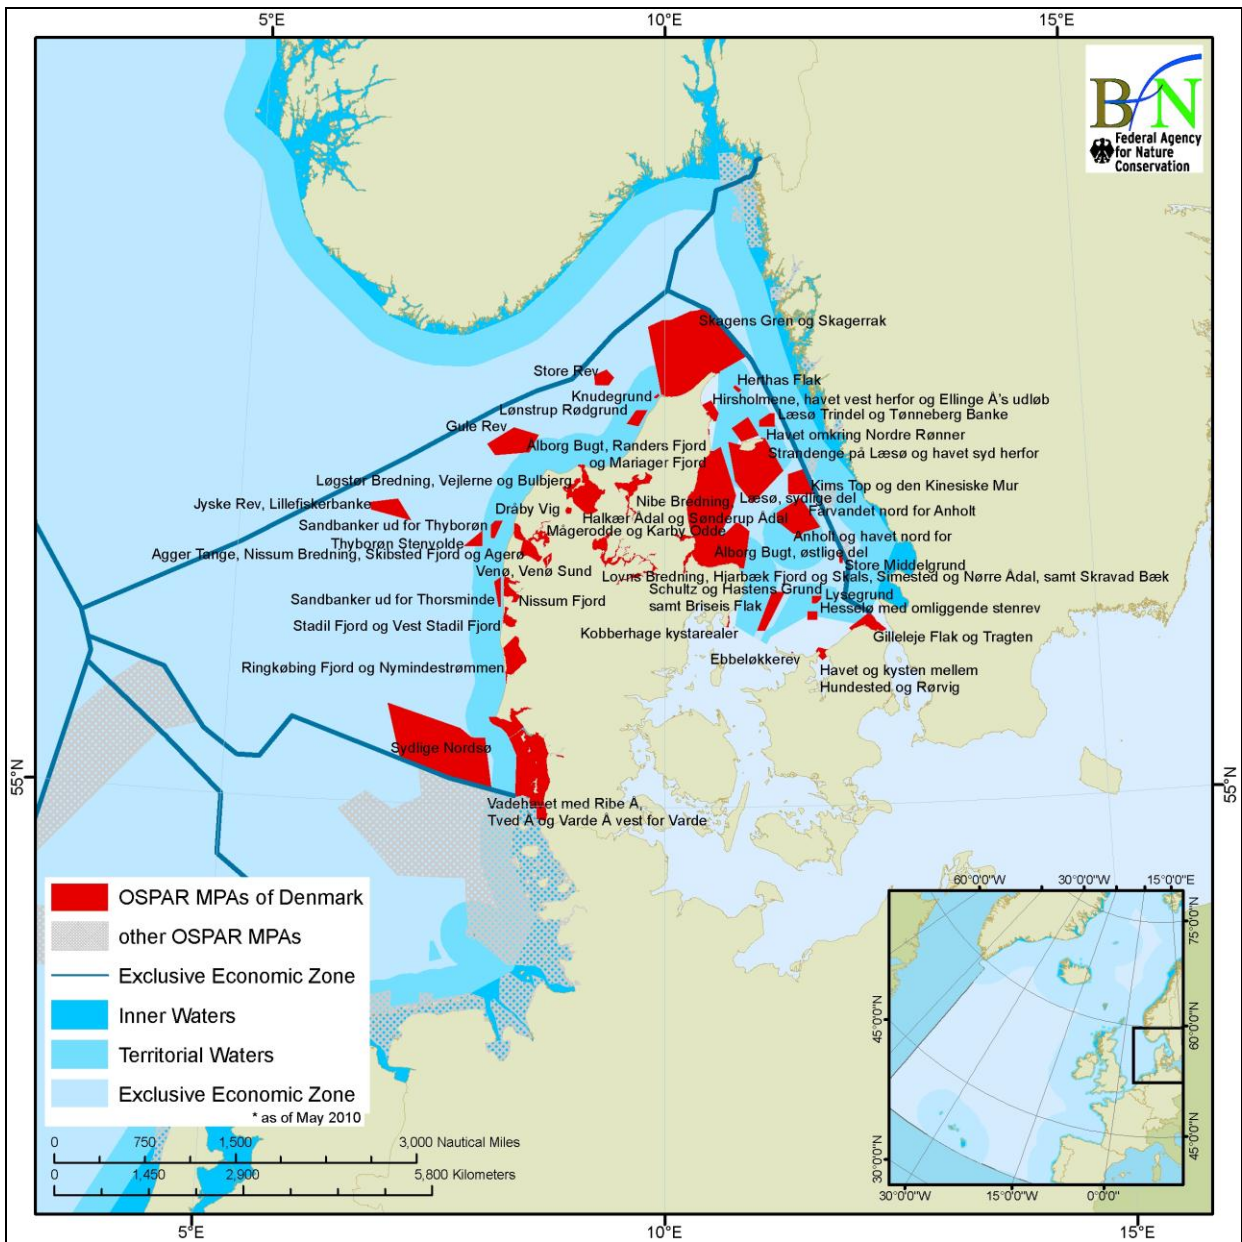 5°E
10°E
15°E
BfN
Federal Agency
for Nature
Conservation
Skagens Gren og Skagerrak
Store Rev
Herthas Flak
Knudegrund
Hirsholmene, havet vest herfor og Ellinge Å's udløb
Lønstrup Rødgrund
Læsø Trindel og Tønneberg Banke
Gule Rev
Havet omkring Nordre Rønner
Ålborg Bugt, Randers Fjord
og Mariager Fjord
Strandenge på Læsø og havet syd herfor
Løgstør Bredning, Vejlerne og Bulbjerg
Kims Top og den Kinesiske Mur
Jyske Rev, Lillefiskerbanke
Nibe Bredning,
Halkær Ådal og Sønderup Ådal
Læsø, sydlige del
Dråby Vig
Farvandet nord for Anholt
Sandbanker ud for Thyborøn
Mågerodde og Karby Odde
Anholt og havet nord for
Thyborøn Stenvolde
Agger Tange, Nissum Bredning, Skibsted Fjord og Agerø
Ålborg Bugt, østlige del
Store Middelgrund
Venø, Venø Sund
Lovns Bredning, Hjarbæk Fjord og Skals, Simested og Nørre Ådal, samt Skravad Bæk
Schultz og Hastens Grund
samt Briseis Flak
Lysegrund
Sandbanker ud for Thorsminde
Nissum Fjord
Hesselø med omliggende stenrev
Stadil Fjord og Vest Stadil Fjord
Kobberhage kystarealer
Gilleleje Flak og Tragten
Ringkøbing Fjord og Nymindestrømmen
Ebbeløkkerev
Havet og kysten mellem
Hundested og Rørvig
Sydlige Nordsø
55°N
55°N
Vadehavet med Ribe Å,
Tved Å og Varde Å vest for Varde
OSPAR MPAs of Denmark
other OSPAR MPAs
Exclusive Economic Zone
Inner Waters
Territorial Waters
Exclusive Economic Zone
* as of May 2010
0 750 1,500 3,000 Nautical Miles
0 1,450 2,900 5,800 Kilometers
60°0'0"W
30°0'0"W
15°0'0"E
75°0'0"N
45°0'0"N
60°0'0"N
30°0'0"N
45°0'0"N
30°0'0"W
15°0'0"W
0°0'0"
5°E
10°E
15°E